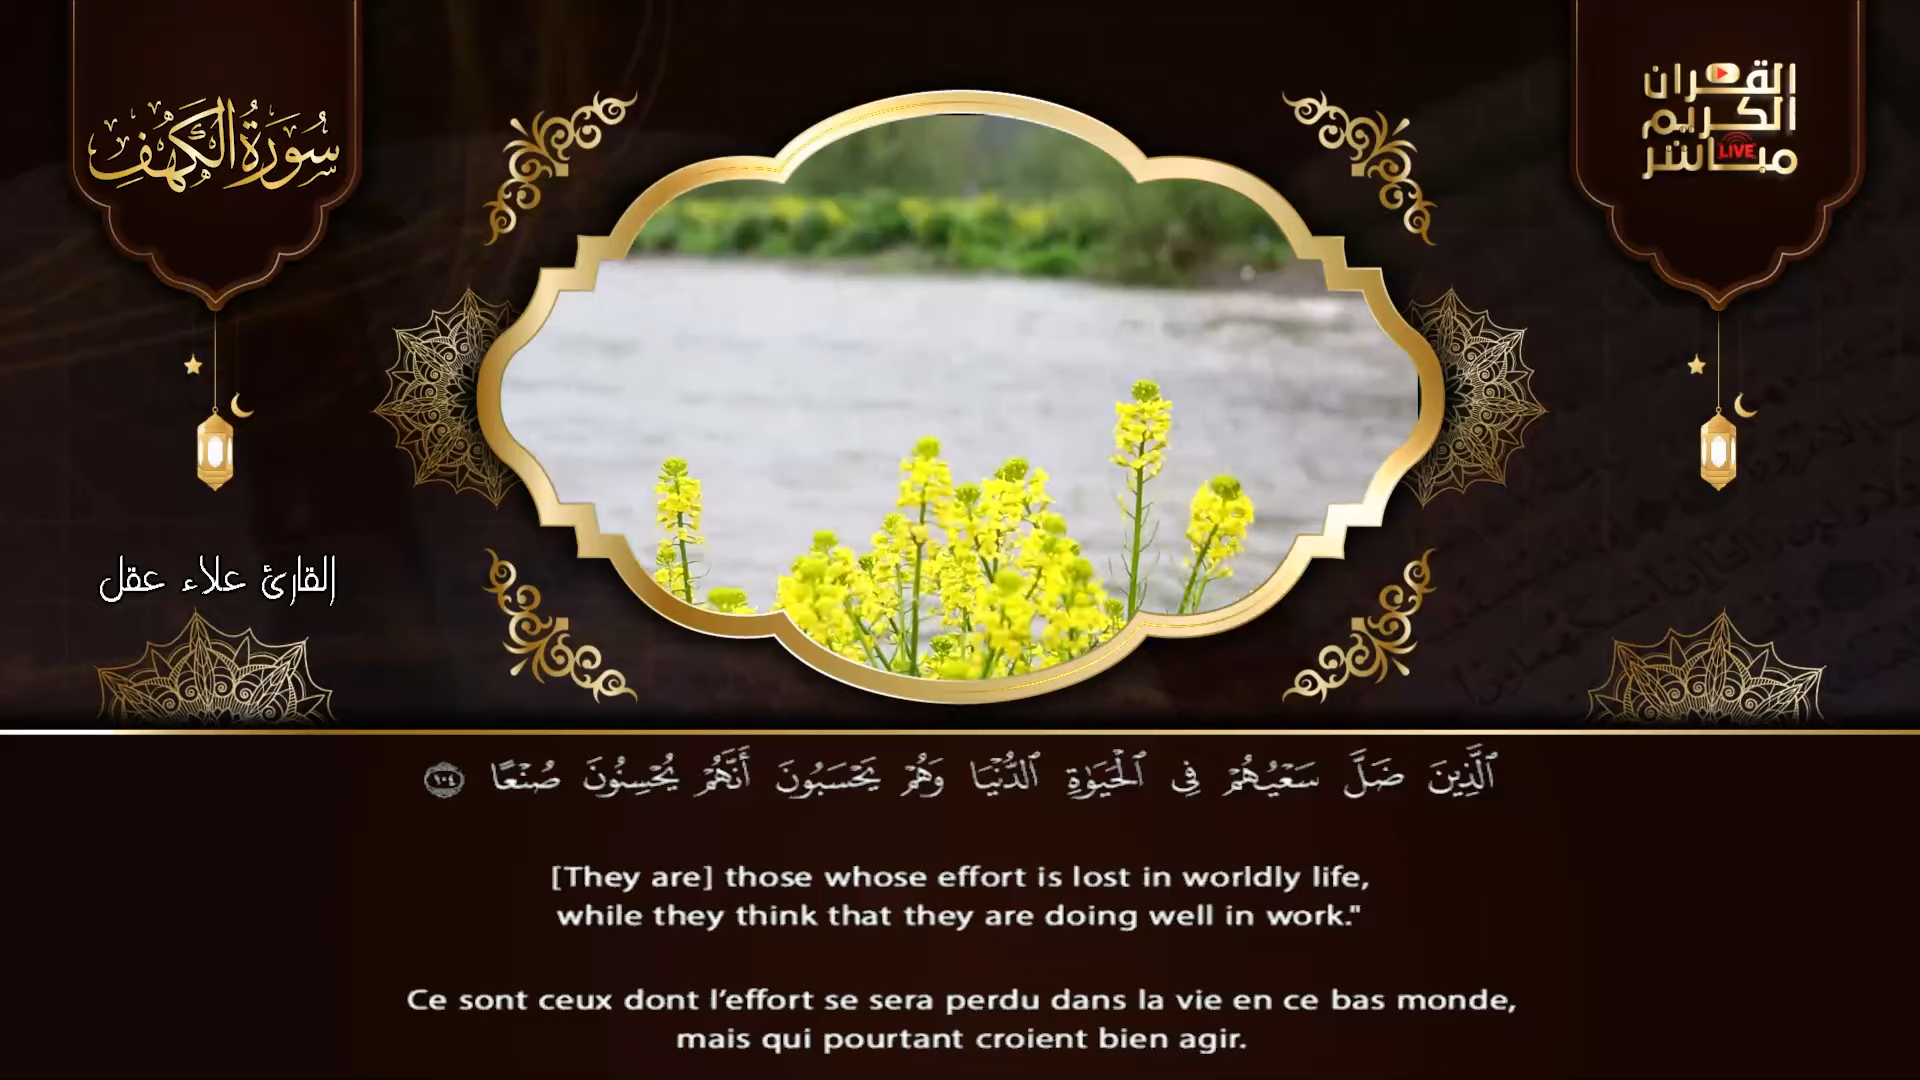 سُورَةُ الكَهْفِ
القرآن
الكريم
مباشر
LIVE
القارئ علاء عقل
ٱلَّذِينَ ضَلَّ سَعْيُهُمْ فِى ٱلْحَيَوٰةِ ٱلدُّنْيَا وَهُمْ يَحْسَبُونَ أَنَّهُمْ يُحْسِنُونَ صُنْعًا ١٠٤
[They are] those whose effort is lost in worldly life,
while they think that they are doing well in work."
Ce sont ceux dont l’effort se sera perdu dans la vie en ce bas monde,
mais qui pourtant croient bien agir.